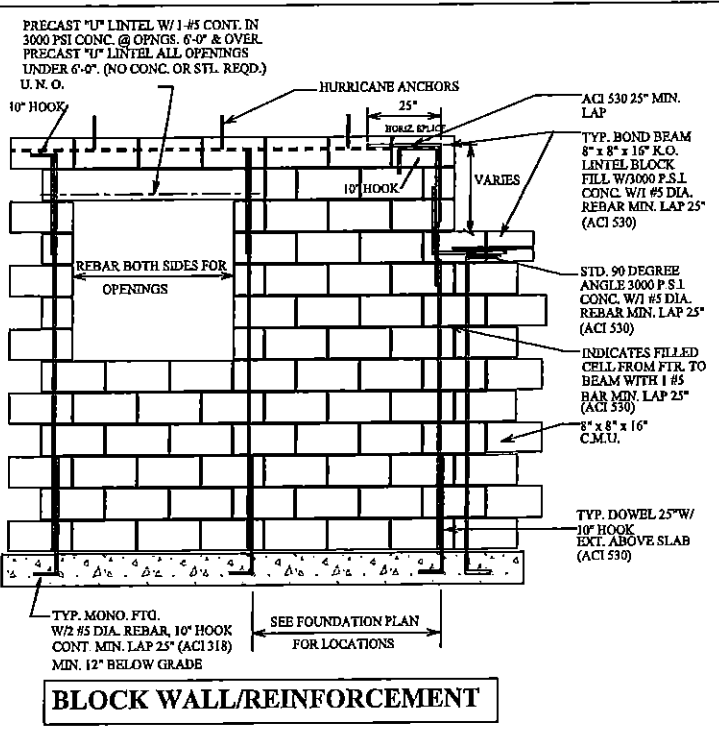 PRECAST "U" LINTEL W/ 1-#5 CONT. IN
3000 PSI CONC. @ OPNGS. 6'-0" & OVER.
PRECAST "U" LINTEL ALL OPENINGS
UNDER 6'-0". (NO CONC. OR STL. REQD.)
U. N. O.
10" HOOK
HURRICANE ANCHORS
25"
HORIZ. SPLICE
10" HOOK
VARIES
ACI 530 25" MIN.
LAP
TYP. BOND BEAM
8" x 8" x 16" K.O.
LINTEL BLOCK
FILL W/3000 P.S.I.
CONC. W/1 #5 DIA.
REBAR MIN. LAP 25"
(ACI 530)
REBAR BOTH SIDES FOR
OPENINGS
STD. 90 DEGREE
ANGLE 3000 P.S.I.
CONC. W/1 #5 DIA.
REBAR MIN. LAP 25"
(ACI 530)
INDICATES FILLED
CELL FROM FTR. TO
BEAM WITH 1 #5
BAR MIN. LAP 25"
(ACI 530)
8" x 8" x 16"
C.M.U.
TYP. DOWEL 25"W/
10" HOOK
EXT. ABOVE SLAB
(ACI 530)
TYP. MONO. FTG.
W/2 #5 DIA. REBAR, 10" HOOK
CONT. MIN. LAP 25" (ACI 318)
MIN. 12" BELOW GRADE
SEE FOUNDATION PLAN
FOR LOCATIONS
BLOCK WALL/REINFORCEMENT